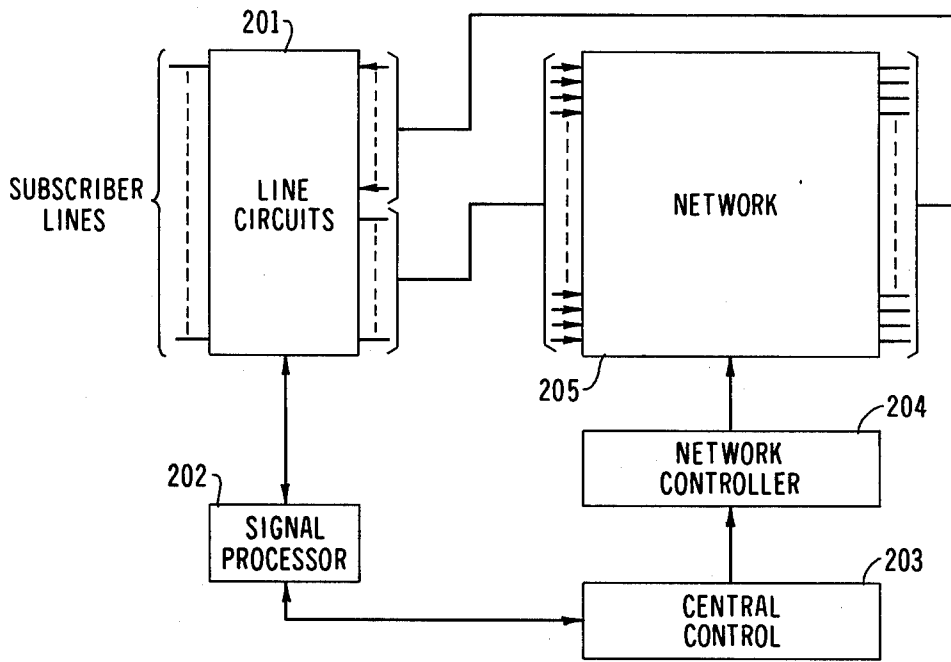 201
SUBSCRIBER
LINES
LINE
CIRCUITS
NETWORK
205
204
NETWORK
CONTROLLER
202
SIGNAL
PROCESSOR
203
CENTRAL
CONTROL